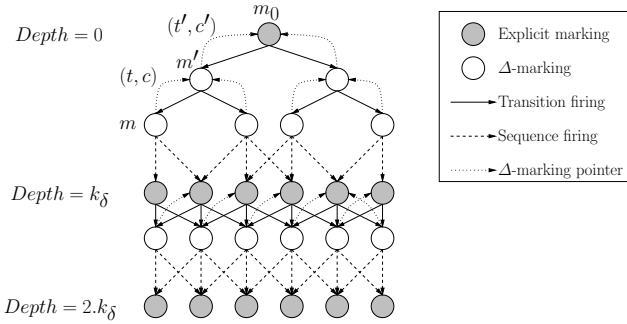 m₀
Depth = 0
(t′, c′)
m′
(t, c)
m
Depth = kδ
Depth = 2.kδ
Explicit marking
Δ-marking
Transition firing
Sequence firing
Δ-marking pointer